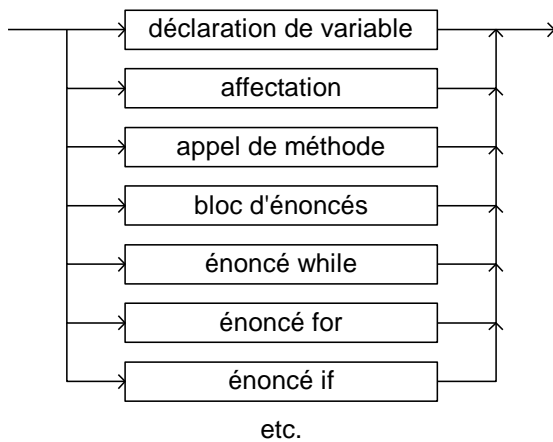 déclaration de variable
affectation
appel de méthode
bloc d'énoncés
énoncé while
énoncé for
énoncé if
etc.